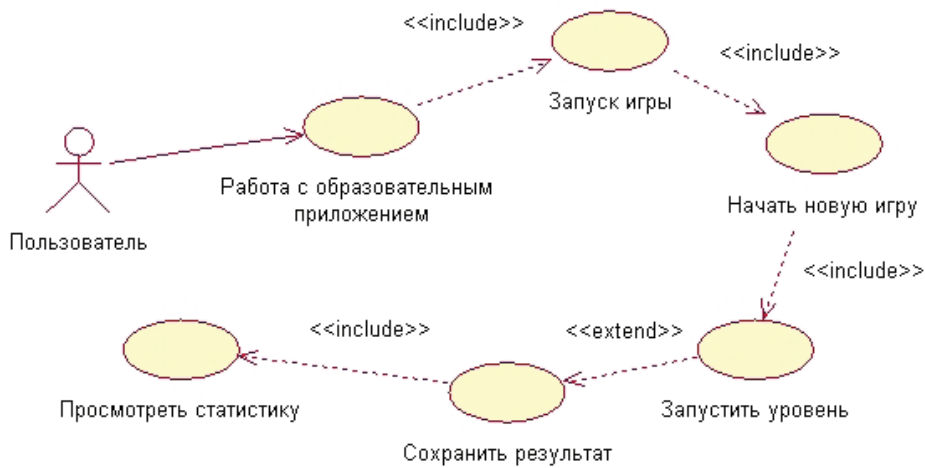 <<include>>
<<include>>
Запуск игры
Работа с образовательным
приложением
Начать новую игру
Пользователь
<<include>>
<<include>>
<<extend>>
Просмотреть статистику
Запустить уровень
Сохранить результат